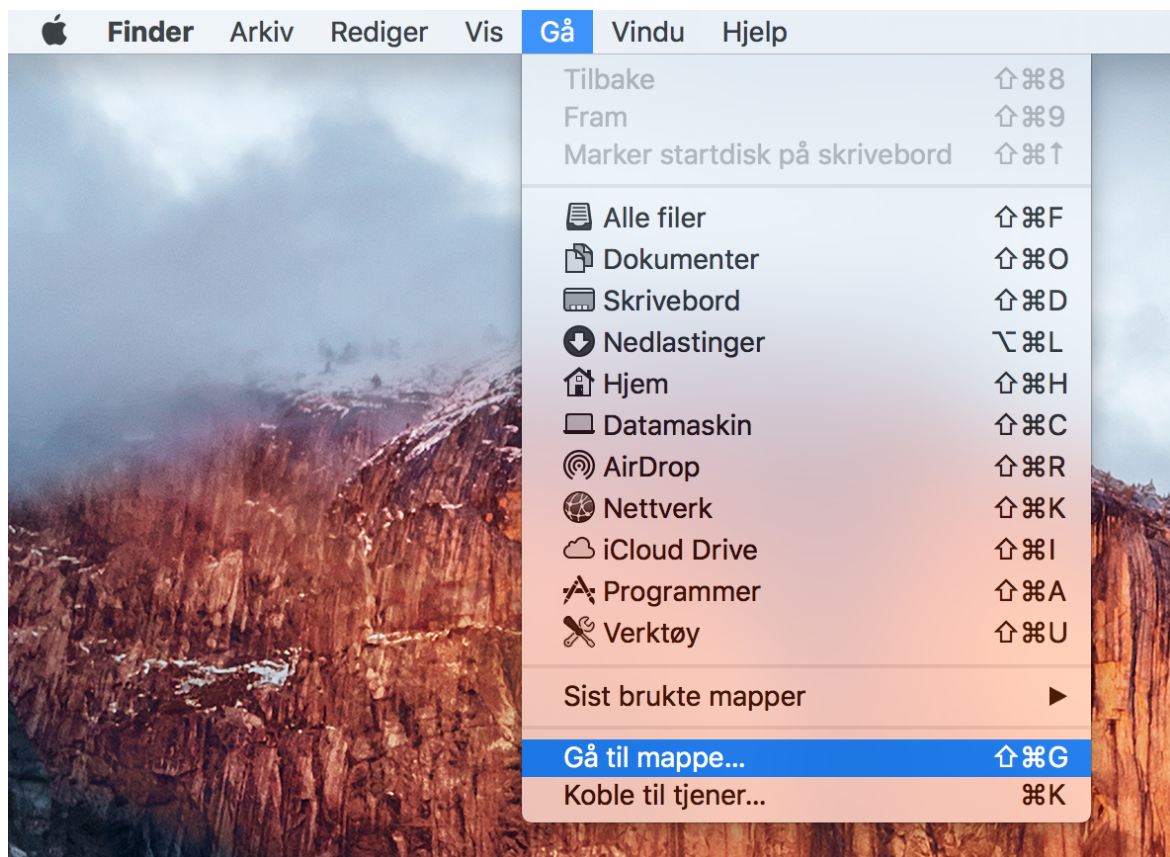 Finder Arkiv Rediger Vis Gå Vindu Hjelp
Tilbake ⇧⌘8
Fram ⇧⌘9
Marker startdisk på skrivebord ⇧⌘↑
Alle filer ⇧⌘F
Dokumenter ⇧⌘O
Skrivebord ⇧⌘D
Nedlastinger ⌥⌘L
Hjem ⇧⌘H
Datamaskin ⇧⌘C
AirDrop ⇧⌘R
Nettverk ⇧⌘K
iCloud Drive ⇧⌘I
Programmer ⇧⌘A
Verktøy ⇧⌘U
Sist brukte mapper ▶
Gå til mappe... ⇧⌘G
Koble til tjener... ⌘K